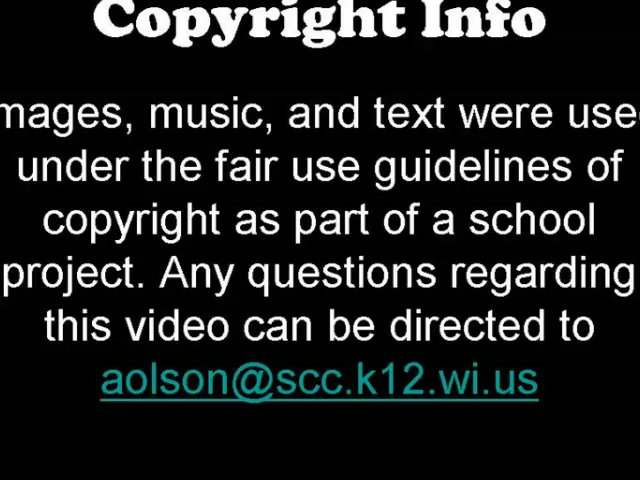 Copyright Info
mages, music, and text were use
under the fair use guidelines of
copyright as part of a school
project. Any questions regarding
this video can be directed to
aolson@scc.k12.wi.us